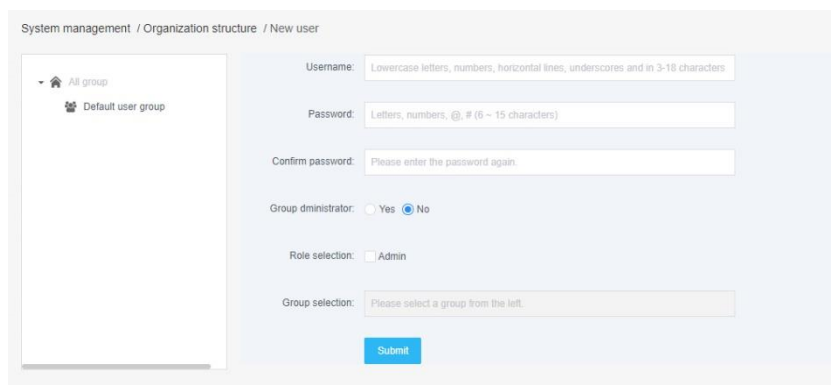 System management / Organization structure / New user
All group
Default user group
Username: Lowercase letters, numbers, horizontal lines, underscores and in 3-18 characters
Password: Letters, numbers, @, # (6 ~ 15 characters)
Confirm password: Please enter the password again.
Group dministrator: Yes No
Role selection: Admin
Group selection: Please select a group from the left.
Submit